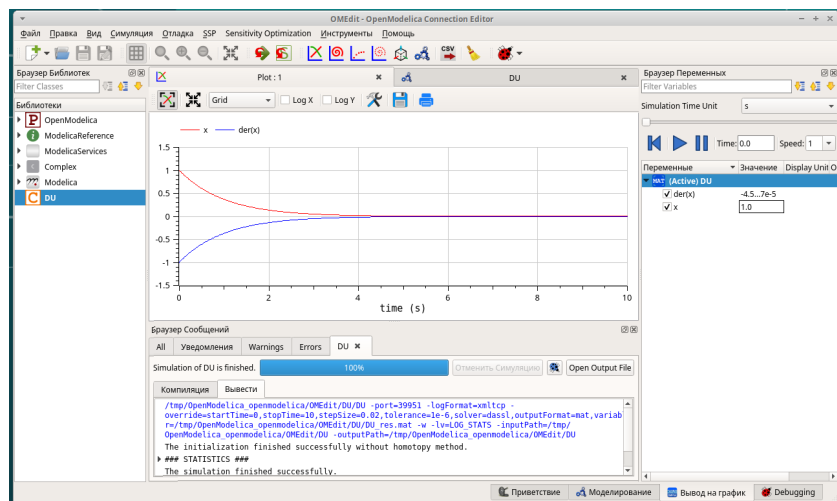 OMEdit - OpenModelica Connection Editor
Файл Правка Вид Симуляция Отладка SSP Sensitivity Optimization Инструменты Помощь
CSV
Браузер Библиотек
Filter Classes
Библиотеки
P OpenModelica
i ModelicaReference
ModelicaServices
Complex
Modelica
C DU
Plot : 1
DU
Grid
Log X
Log Y
x
der(x)
1.5
1
0.5
0
-0.5
-1
-1.5
0 2 4 6 8 10
time (s)
Браузер Сообщений
All Уведомления Warnings Errors DU
Simulation of DU is finished. 100% Отменить Симуляцию Open Output File
Компиляция Вывести
/tmp/OpenModelica_openmodelica/OMEdit/DU/DU -port=39951 -logFormat=xmltcp -
override=startTime=0,stopTime=10,stepSize=0.02,tolerance=1e-6,solver=dassl,outputFormat=mat,variab
r=/tmp/OpenModelica_openmodelica/OMEdit/DU/DU_res.mat -w -lv=LOG_STATS -inputPath=/tmp/
OpenModelica_openmodelica/OMEdit/DU -outputPath=/tmp/OpenModelica_openmodelica/OMEdit/DU
The initialization finished successfully without homotopy method.
### STATISTICS ###
The simulation finished successfully.
Браузер Переменных
Filter Variables
Simulation Time Unit s
Time: 0.0 Speed: 1
Переменные Значение Display Unit О
MAT (Active) DU
der(x) -4.5...7e-5
x 1.0
Приветствие Моделирование Вывод на график Debugging